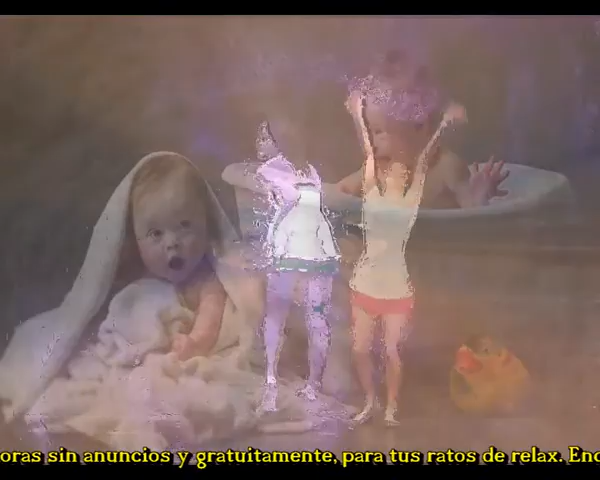 oras sin anuncios y gratuitamente, para tus ratos de relax. Enc